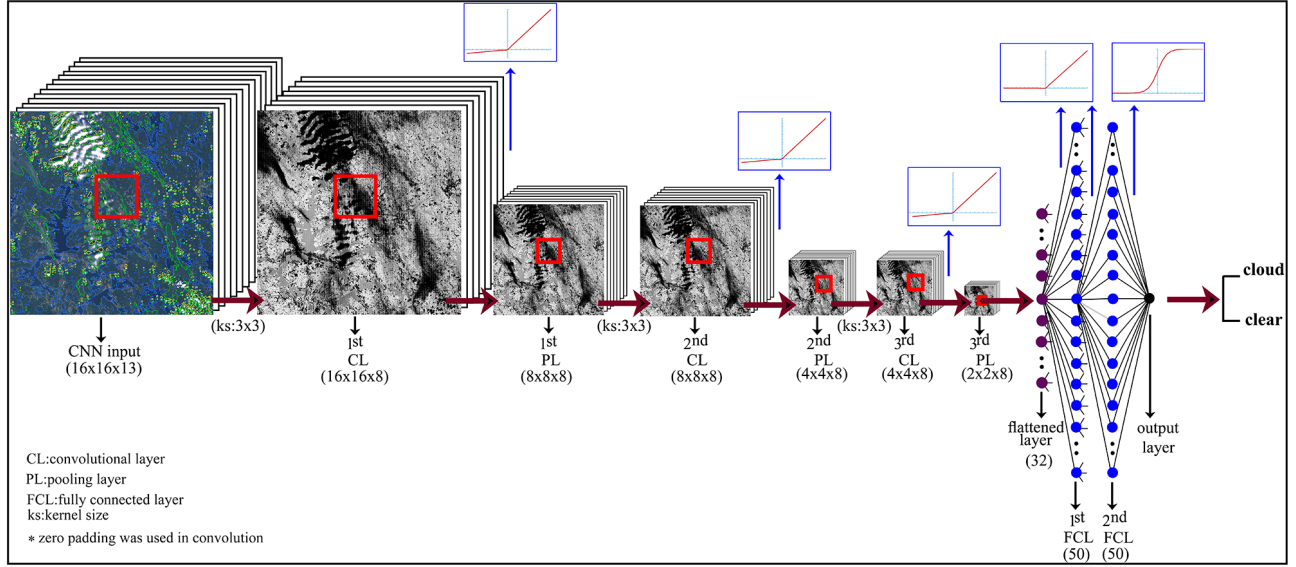 (ks:3x3)
(ks:3x3)
(ks:3x3)
CNN input
(16x16x13)
1st
CL
(16x16x8)
1st
PL
(8x8x8)
2nd
CL
(8x8x8)
2nd
PL
(4x4x8)
3rd
CL
(4x4x8)
3rd
PL
(2x2x8)
flattened
layer
(32)
1st
FCL
(50)
2nd
FCL
(50)
output
layer
cloud
clear
CL:convolutional layer
PL:pooling layer
FCL:fully connected layer
ks:kernel size
* zero padding was used in convolution